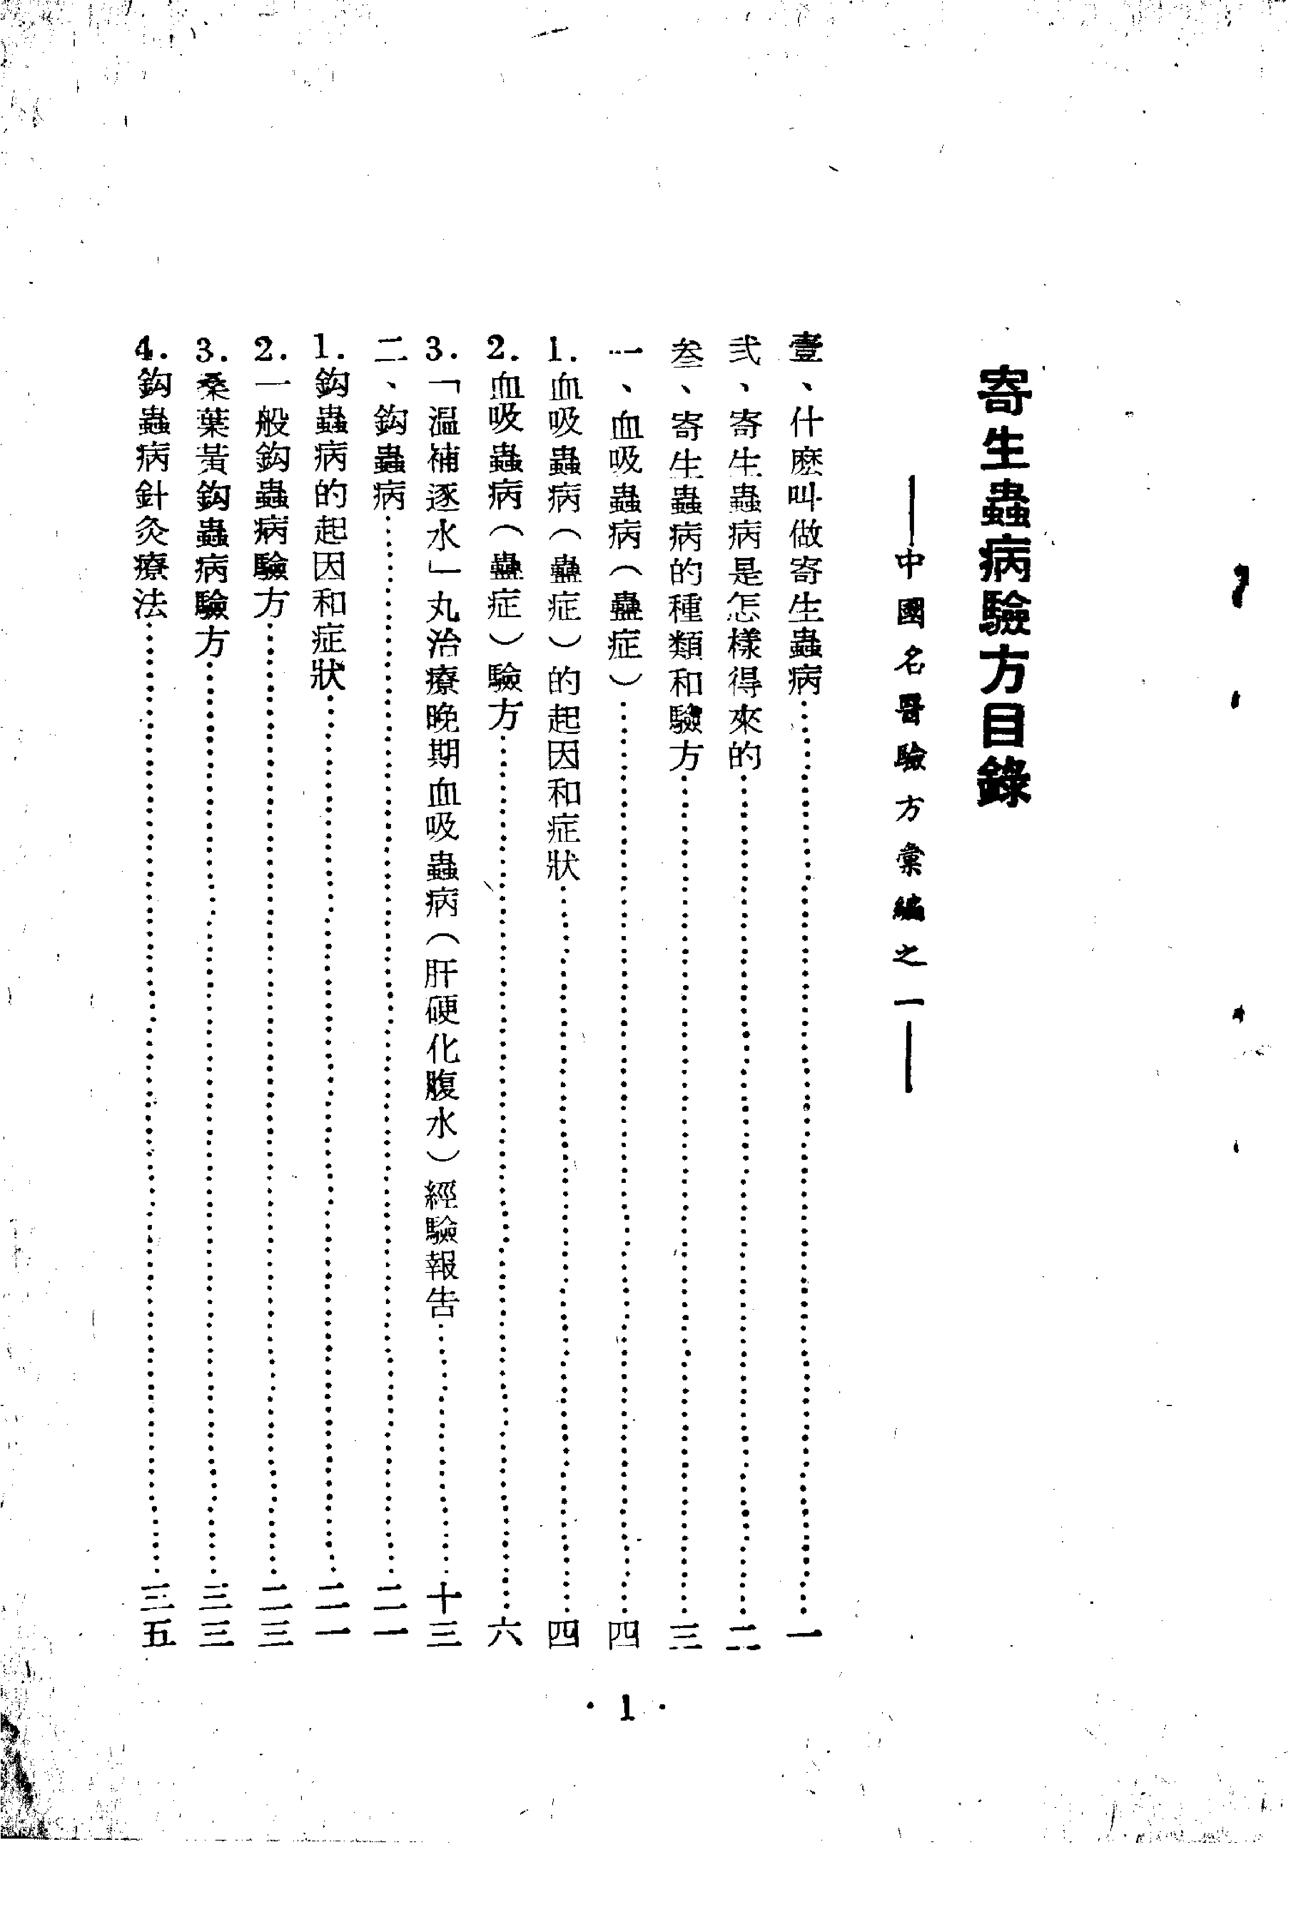 寄生蟲病驗方目錄
——中國名醫驗方彙編之一——
壹、什麽叫做寄生蟲病……一
弍、寄生蟲病是怎樣得來的……二
叁、寄生蟲病的種類和驗方……三
一、血吸蟲病（蠱症）……四
1.血吸蟲病（蠱症）的起因和症狀……四
2.血吸蟲病（蠱症）驗方……六
3.「温補逐水」丸治療晚期血吸蟲病（肝硬化腹水）經驗報告……十三
二、鈎蟲病……二一
1.鈎蟲病的起因和症狀……二一
2.一般鈎蟲病驗方……二三
3.桑葉黃鈎蟲病驗方……三三
4.鈎蟲病針灸療法……三五
·1·